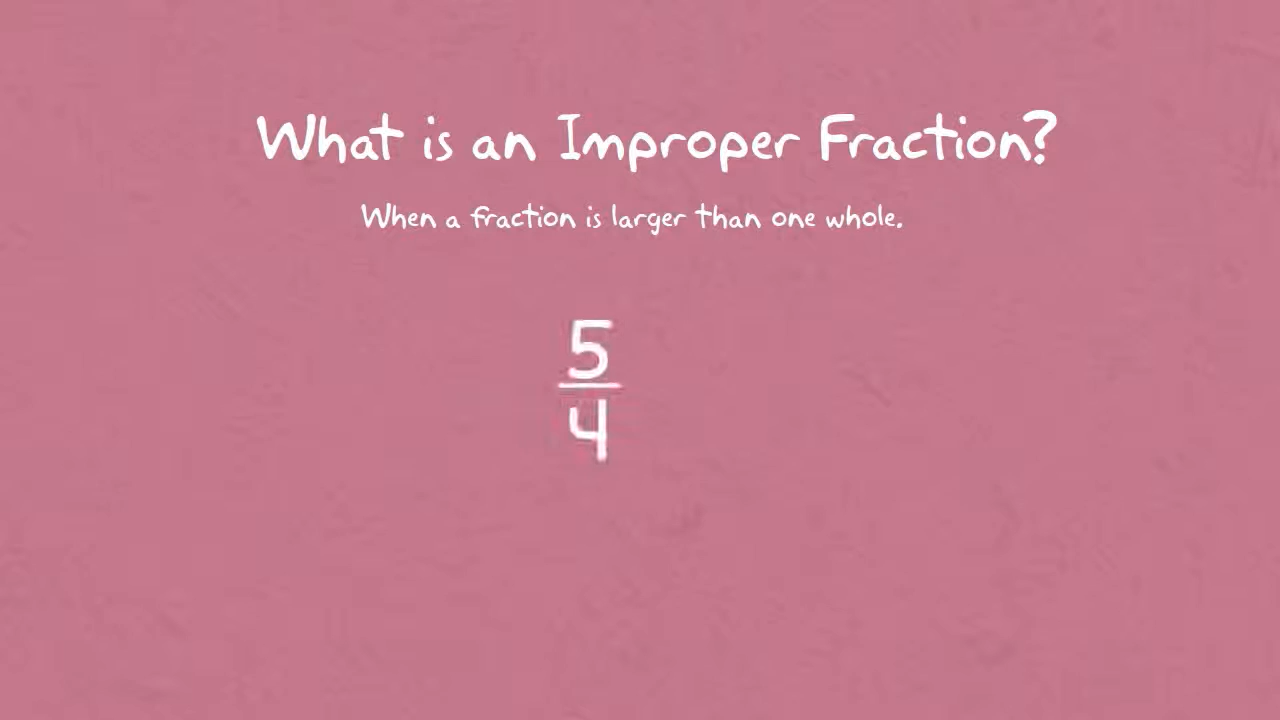 What is an Improper Fraction?
When a fraction is larger than one whole.
5
4